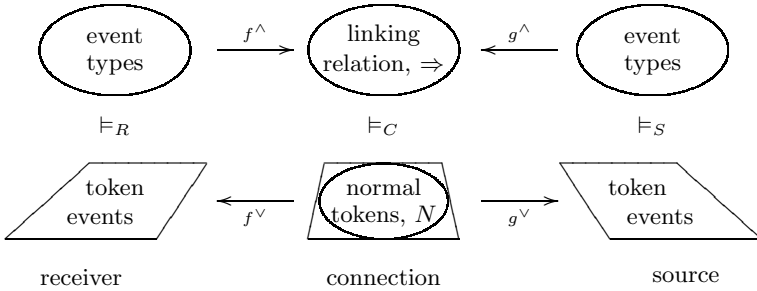 event types
f^∧
linking relation, ⇒
g^∧
event types
⊨_R
⊨_C
⊨_S
token events
f^∨
normal tokens, N
g^∨
token events
receiver
connection
source